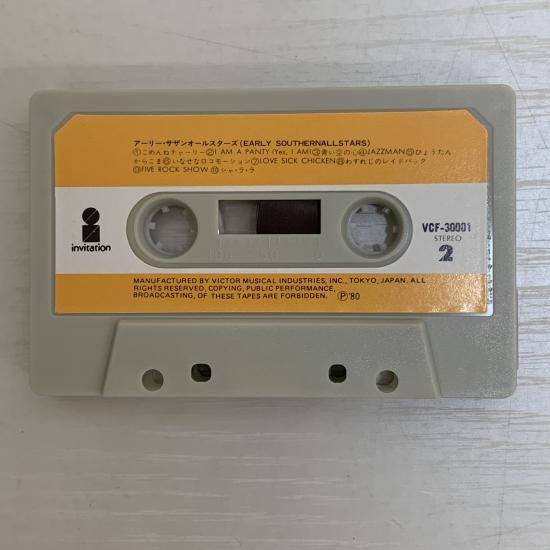 アーリー・サザンオールスターズ(EARLY SOUTHERNALLSTARS)
①ごめんねチャーリー②I AM A PANTY (Yes, I AM)③青い空の心④JAZZMAN⑤ひょうたん
からこま⑥いなせなロコモーション⑦LOVE SICK CHICKEN⑧わすれじのレイドバック
⑨FIVE ROCK SHOW ⑩シャ・ラ・ラ
invitation
VCF-30001
STEREO
2
MANUFACTURED BY VICTOR MUSICAL INDUSTRIES, INC., TOKYO, JAPAN. ALL
RIGHTS RESERVED, COPYING, PUBLIC PERFORMANCE,
BROADCASTING, OF THESE TAPES ARE FORBIDDEN. Ⓟ'80